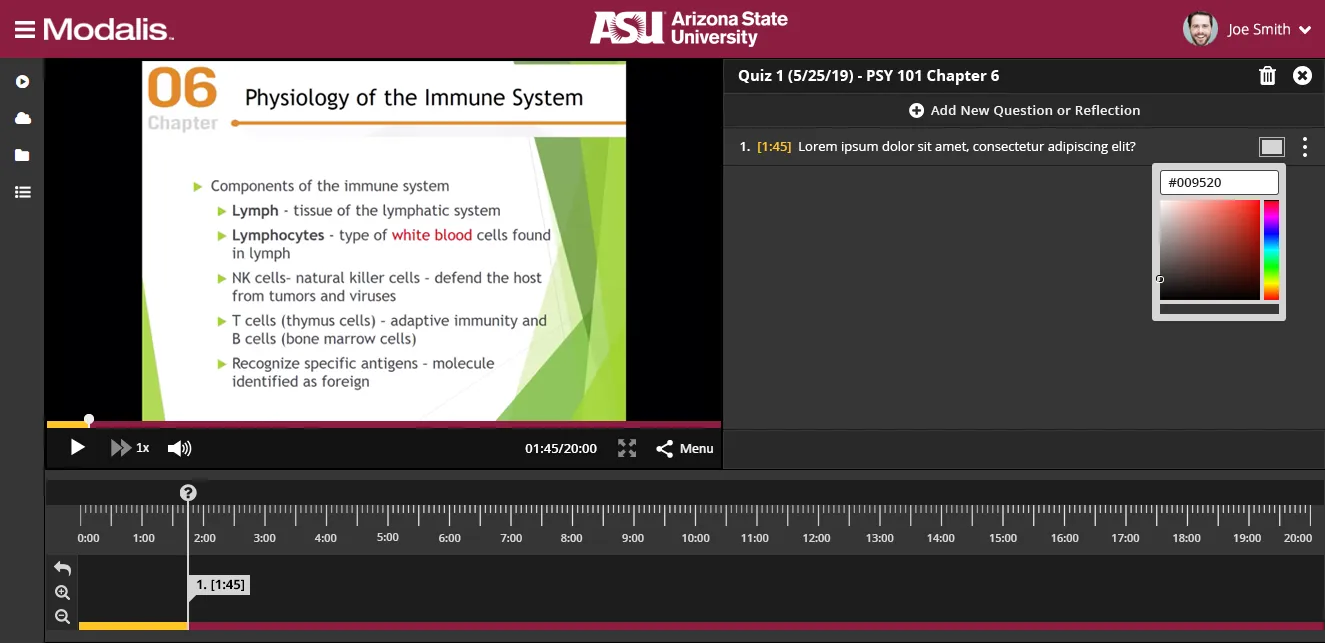 Modalis™
ASU Arizona State
University
Joe Smith
06
Chapter
Physiology of the Immune System
Components of the immune system
Lymph - tissue of the lymphatic system
Lymphocytes - type of white blood cells found
in lymph
NK cells- natural killer cells - defend the host
from tumors and viruses
T cells (thymus cells) - adaptive immunity and
B cells (bone marrow cells)
Recognize specific antigens - molecule
identified as foreign
1x
01:45/20:00
Menu
Quiz 1 (5/25/19) - PSY 101 Chapter 6
Add New Question or Reflection
1. [1:45] Lorem ipsum dolor sit amet, consectetur adipiscing elit?
#009520
?
0:00 1:00 2:00 3:00 4:00 5:00 6:00 7:00 8:00 9:00 10:00 11:00 12:00 13:00 14:00 15:00 16:00 17:00 18:00 19:00 20:00
1. [1:45]